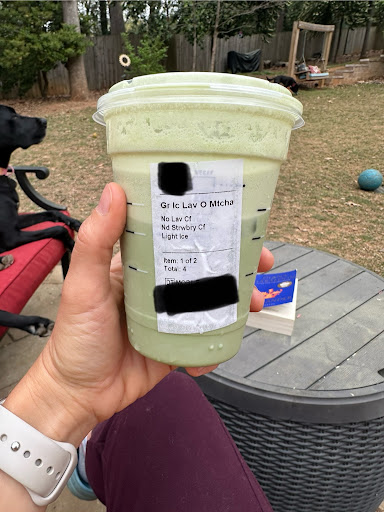 Gr Ic Lav O Mtcha
No Lav Cf
Nd Strwbry Cf
Light Ice
Item: 1 of 2
Total: 4